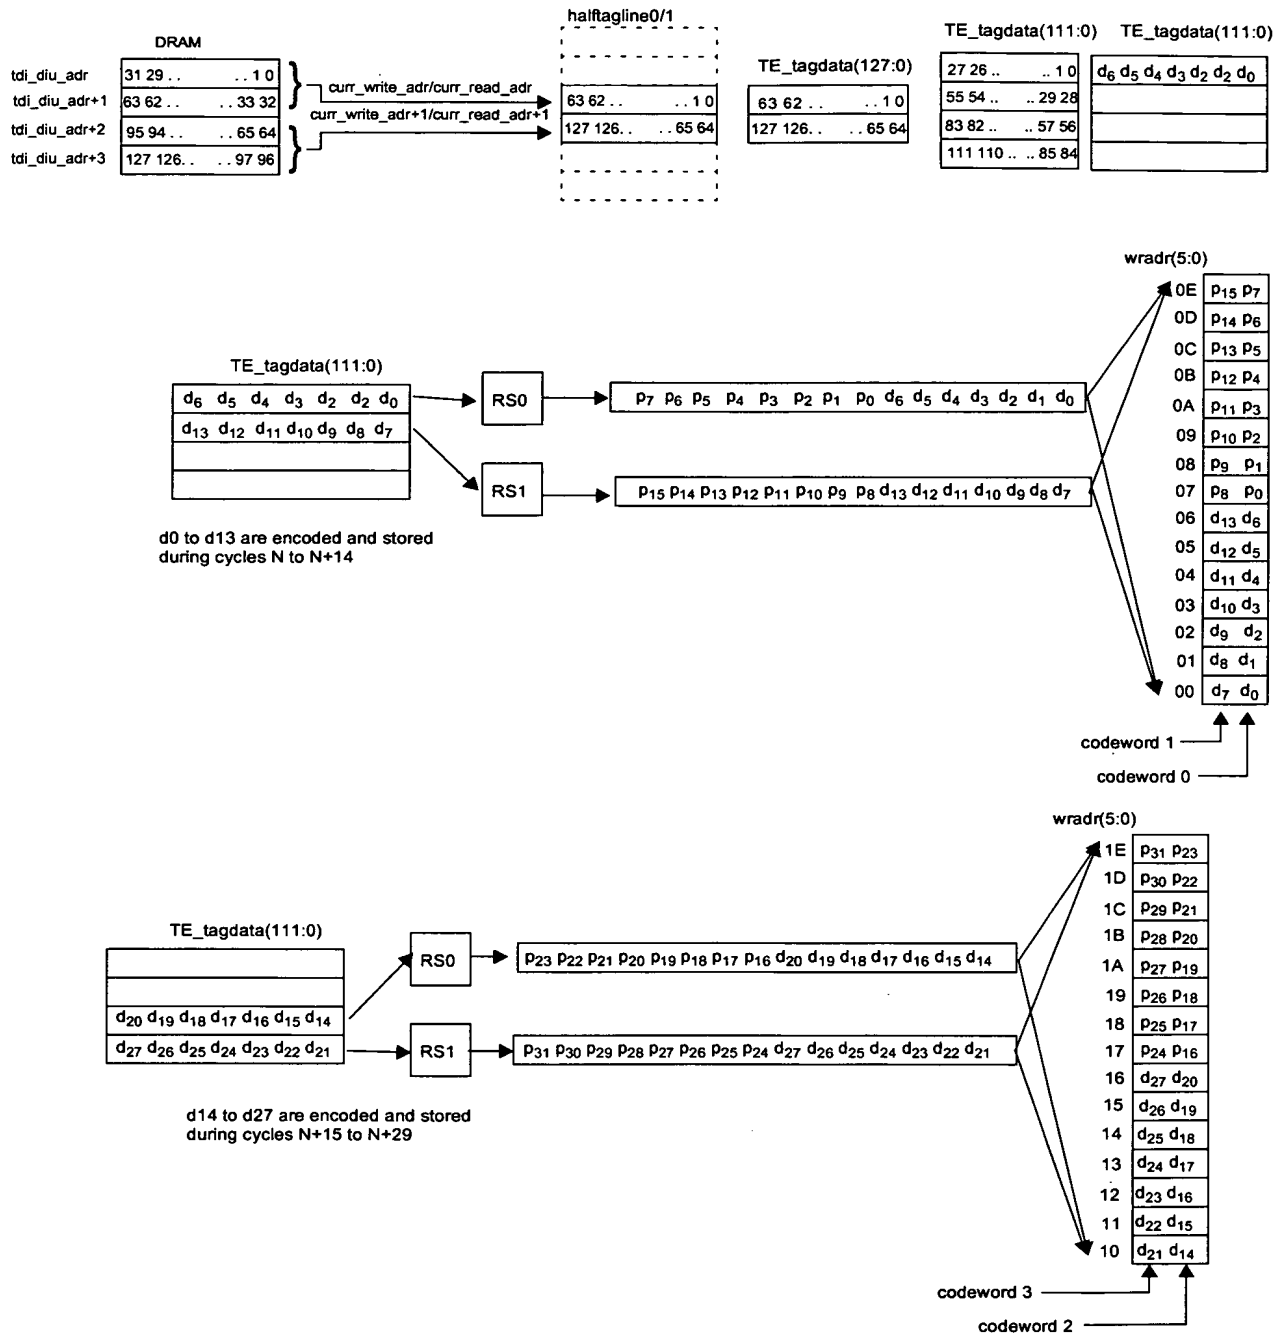 halftagline0/1
DRAM
TE_tagdata(127:0)
TE_tagdata(111:0)
TE_tagdata(111:0)
tdi_diu_adr
31 29 . . . . 1 0
tdi_diu_adr+1
63 62 . . . . 33 32
tdi_diu_adr+2
95 94 . . . . 65 64
tdi_diu_adr+3
127 126. . . . 97 96
curr_write_adr/curr_read_adr
curr_write_adr+1/curr_read_adr+1
63 62 . . . . 1 0
127 126. . . . 65 64
63 62 . . . . 1 0
127 126. . . . 65 64
27 26 . . . . 1 0
55 54 . . . . 29 28
83 82 . . . . 57 56
111 110 . . . . 85 84
d6 d5 d4 d3 d2 d2 d0
wradr(5:0)
0E p15 p7
0D p14 p6
0C p13 p5
0B p12 p4
0A p11 p3
09 p10 p2
08 p9 p1
07 p8 p0
06 d13 d6
05 d12 d5
04 d11 d4
03 d10 d3
02 d9 d2
01 d8 d1
00 d7 d0
codeword 1
codeword 0
TE_tagdata(111:0)
d6 d5 d4 d3 d2 d2 d0
d13 d12 d11 d10 d9 d8 d7
RS0
RS1
p7 p6 p5 p4 p3 p2 p1 p0 d6 d5 d4 d3 d2 d1 d0
p15 p14 p13 p12 p11 p10 p9 p8 d13 d12 d11 d10 d9 d8 d7
d0 to d13 are encoded and stored
during cycles N to N+14
wradr(5:0)
1E p31 p23
1D p30 p22
1C p29 p21
1B p28 p20
1A p27 p19
19 p26 p18
18 p25 p17
17 p24 p16
16 d27 d20
15 d26 d19
14 d25 d18
13 d24 d17
12 d23 d16
11 d22 d15
10 d21 d14
codeword 3
codeword 2
TE_tagdata(111:0)
d20 d19 d18 d17 d16 d15 d14
d27 d26 d25 d24 d23 d22 d21
RS0
RS1
p23 p22 p21 p20 p19 p18 p17 p16 d20 d19 d18 d17 d16 d15 d14
p31 p30 p29 p28 p27 p26 p25 p24 d27 d26 d25 d24 d23 d22 d21
d14 to d27 are encoded and stored
during cycles N+15 to N+29